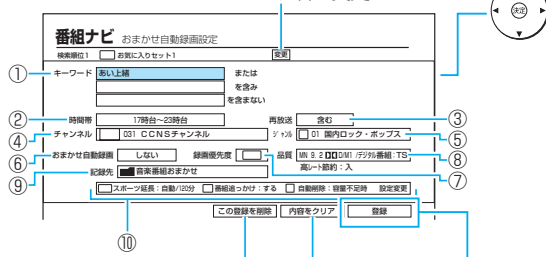 決定
番組ナビ おまかせ自動録画設定
検索順位1 お気に入りセット1 変更
① キーワード あい上緒 または
を含み
を含まない
② 時間帯 17時台〜23時台 再放送 含む ③
④ チャンネル 031 CCNSチャンネル ジャンル 01 国内ロック・ポップス ⑤
⑥ おまかせ自動録画 しない 録画優先度 ⑦ 品質 MN 9.2 DD D/M1 /デジタル番組:TS ⑧
高レート節約:入
⑨ 記録先 音楽番組おまかせ
スポーツ延長:自動/120分 番組追っかけ:する 自動削除:容量不足時 設定変更
⑩
この登録を削除 内容をクリア 登録